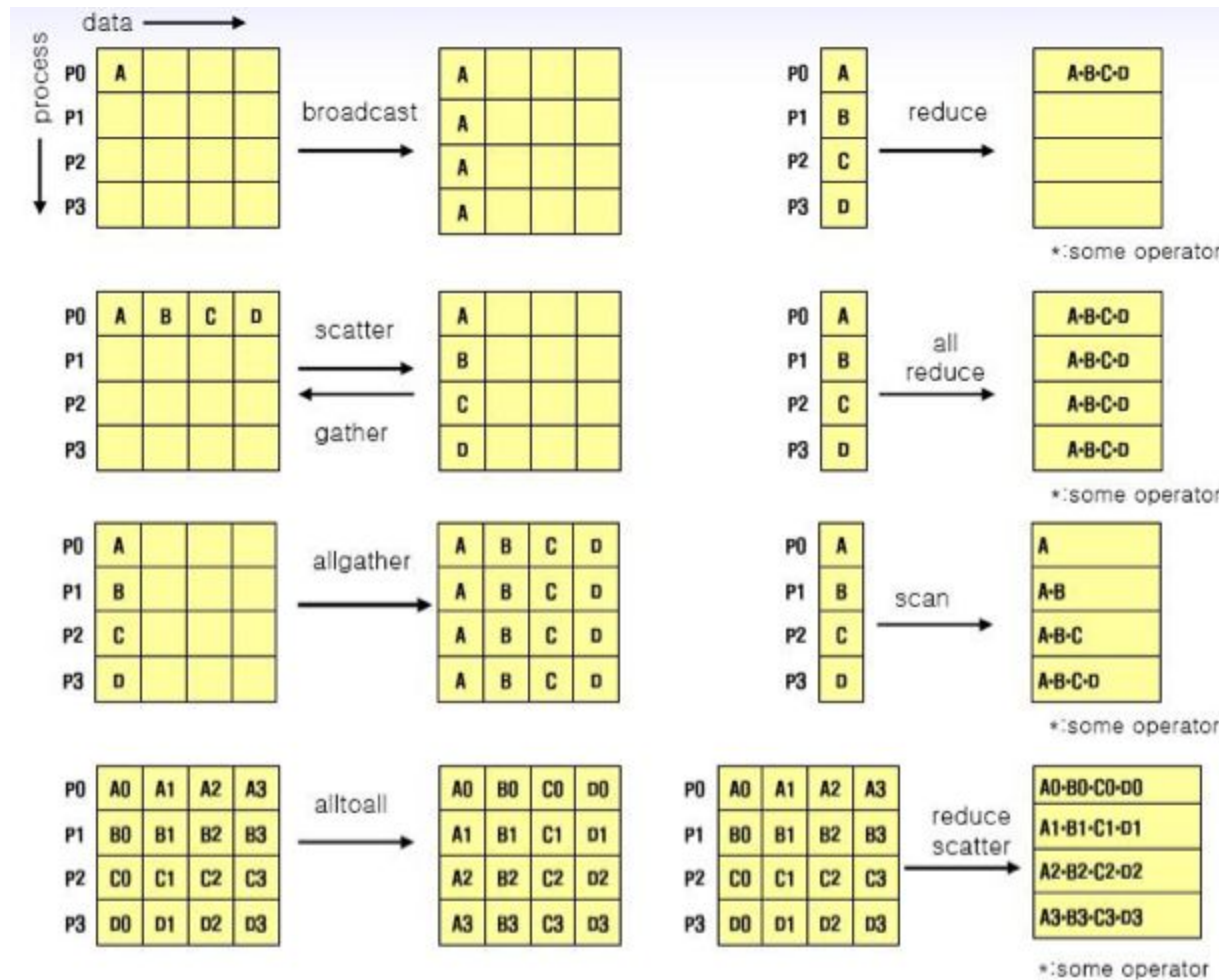 data
process
P0 A
P1
P2
P3
broadcast
A
A
A
A
P0 A
P1 B
P2 C
P3 D
reduce
A*B*C*D
*:some operator
P0 A B C D
P1
P2
P3
scatter
gather
A
B
C
D
P0 A
P1 B
P2 C
P3 D
all
reduce
A*B*C*D
A*B*C*D
A*B*C*D
A*B*C*D
*:some operator
P0 A
P1 B
P2 C
P3 D
allgather
A B C D
A B C D
A B C D
A B C D
P0 A
P1 B
P2 C
P3 D
scan
A
A*B
A*B*C
A*B*C*D
*:some operator
P0 A0 A1 A2 A3
P1 B0 B1 B2 B3
P2 C0 C1 C2 C3
P3 D0 D1 D2 D3
alltoall
A0 B0 C0 D0
A1 B1 C1 D1
A2 B2 C2 D2
A3 B3 C3 D3
P0 A0 A1 A2 A3
P1 B0 B1 B2 B3
P2 C0 C1 C2 C3
P3 D0 D1 D2 D3
reduce
scatter
A0*B0*C0*D0
A1*B1*C1*D1
A2*B2*C2*D2
A3*B3*C3*D3
*:some operator